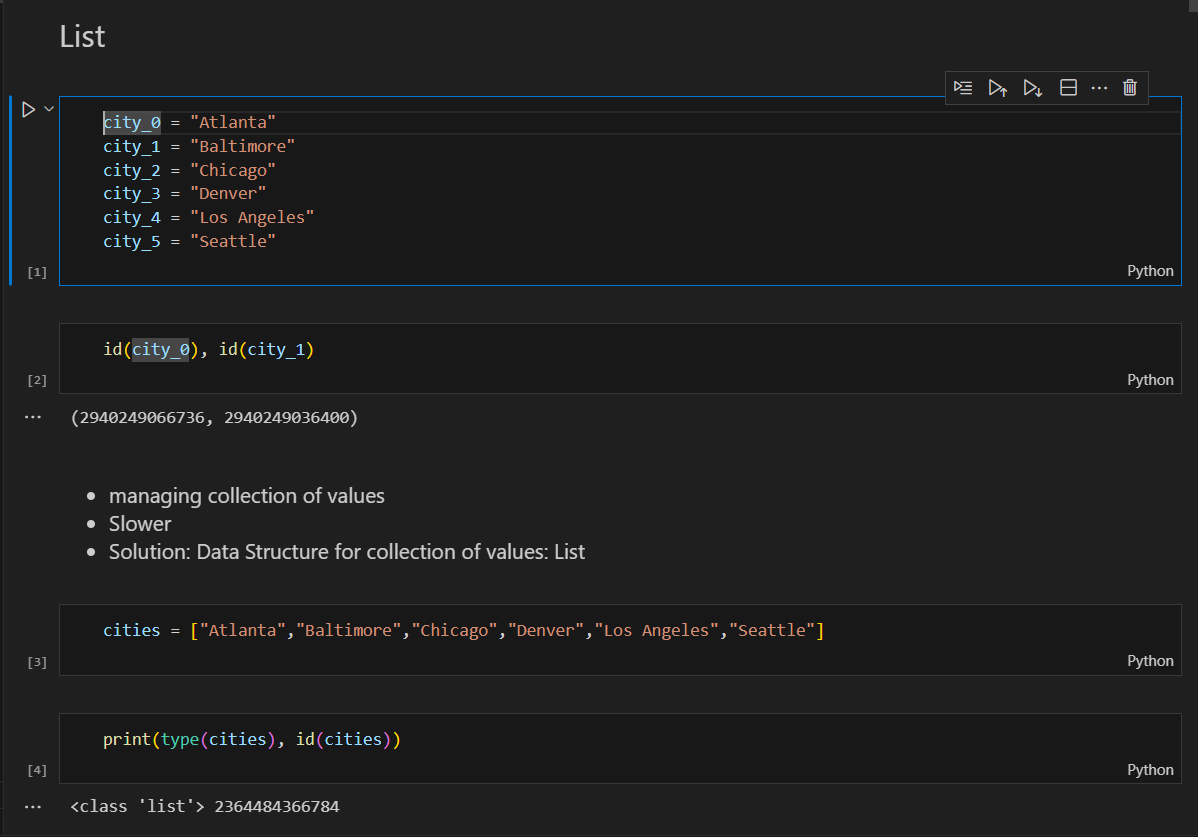 List
city_0 = "Atlanta"
city_1 = "Baltimore"
city_2 = "Chicago"
city_3 = "Denver"
city_4 = "Los Angeles"
city_5 = "Seattle"
[1]
Python
id(city_0), id(city_1)
[2]
Python
... (2940249066736, 2940249036400)
• managing collection of values
• Slower
• Solution: Data Structure for collection of values: List
cities = ["Atlanta","Baltimore","Chicago","Denver","Los Angeles","Seattle"]
[3]
Python
print(type(cities), id(cities))
[4]
Python
... <class 'list'> 2364484366784